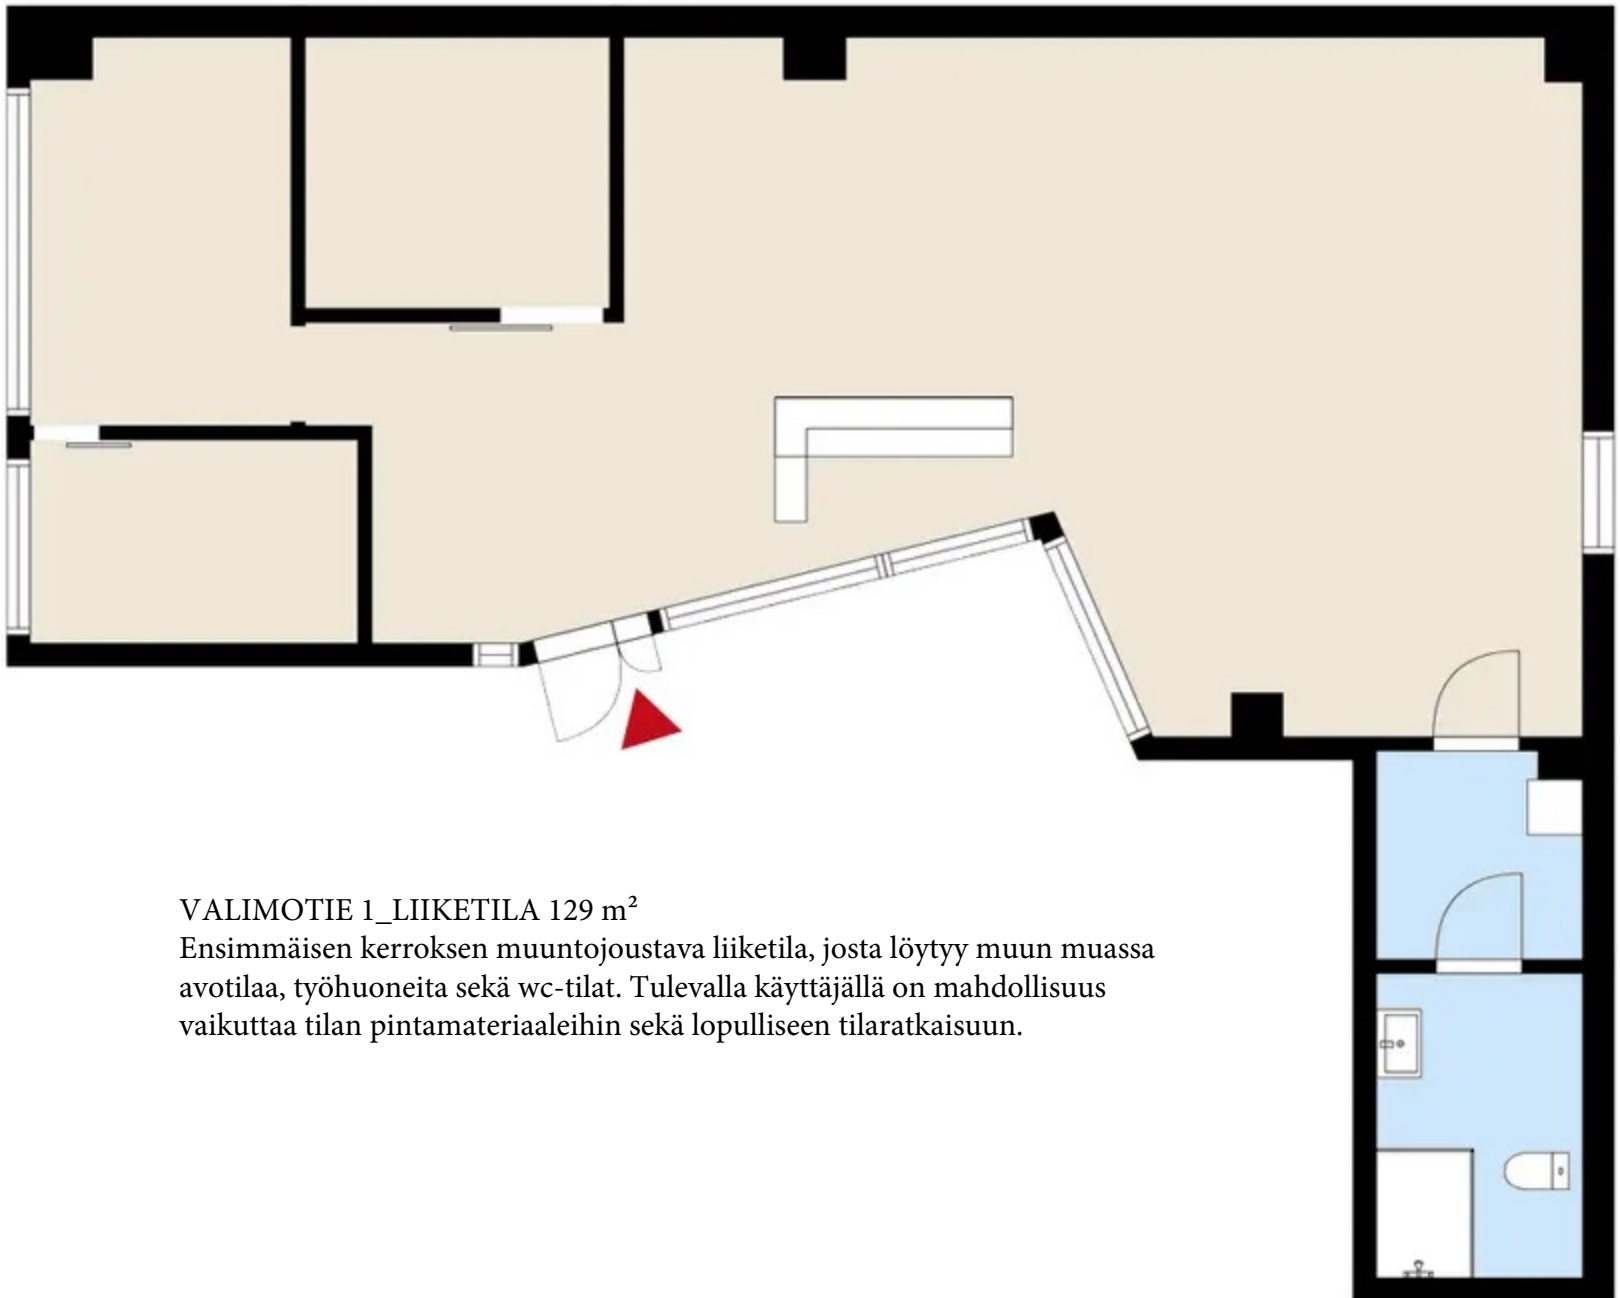 VALIMOTIE 1_LIIKETILA 129 m²
Ensimmäisen kerroksen muuntojoustava liiketila, josta löytyy muun muassa
avotilaa, työhuoneita sekä wc-tilat. Tulevalla käyttäjällä on mahdollisuus
vaikuttaa tilan pintamateriaaleihin sekä lopulliseen tilaratkaisuun.